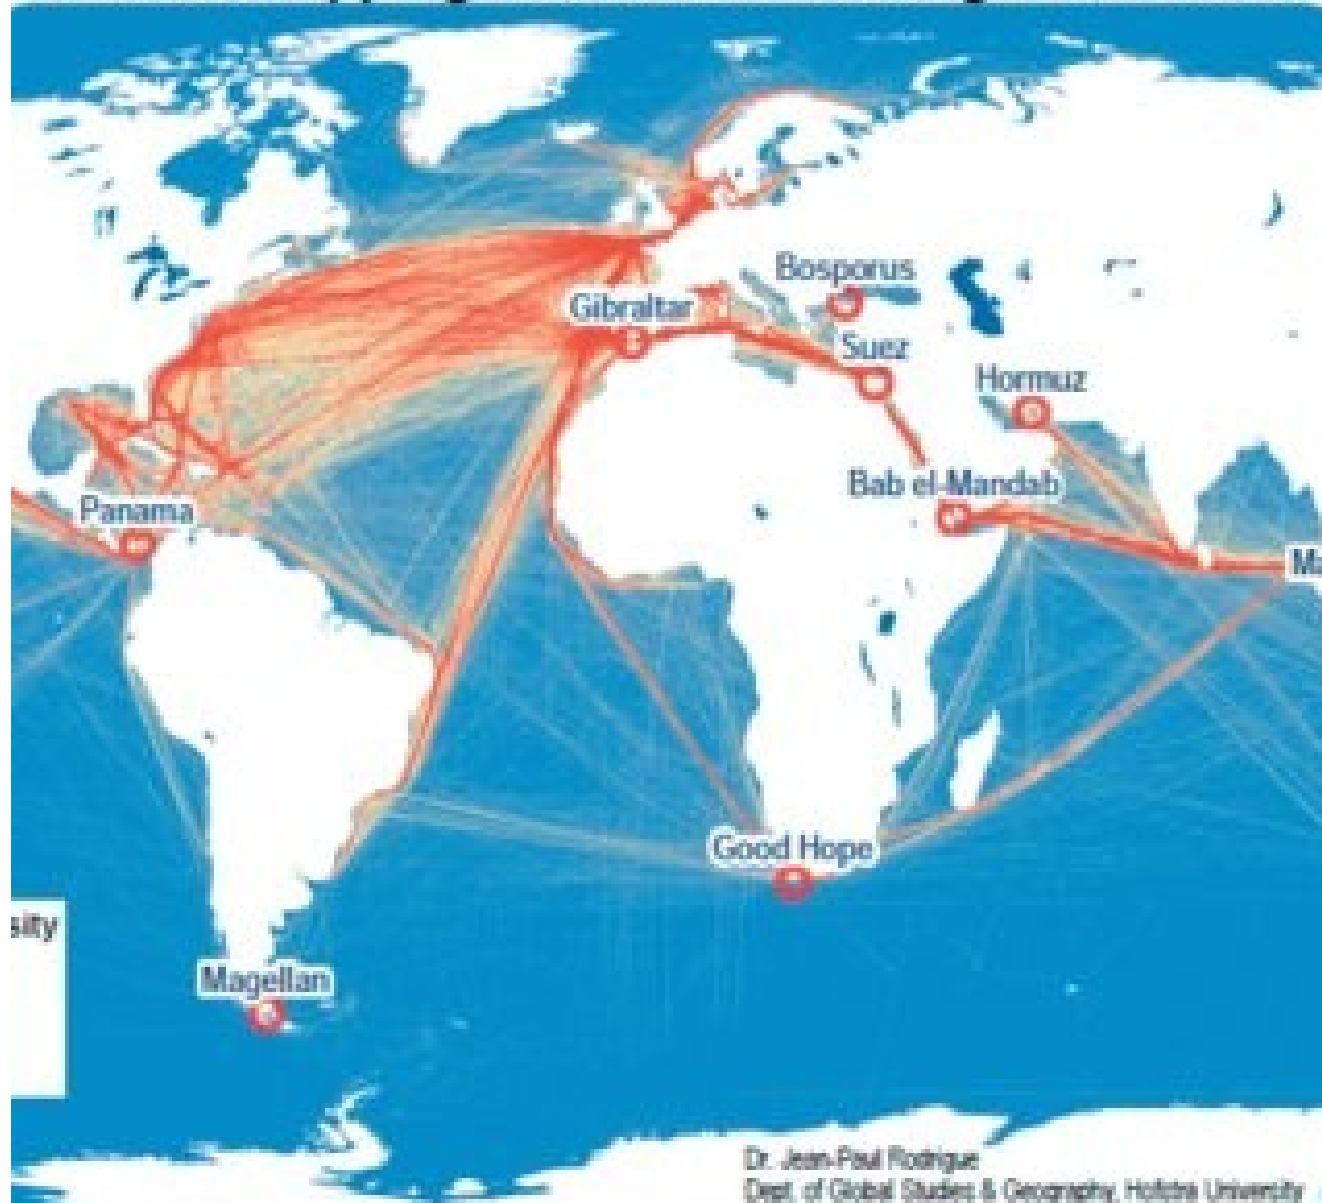 Bosporus
Gibraltar
Suez
Hormuz
Bab el-Mandab
Panama
Good Hope
Magellan
Dr. Jean-Paul Rodrigue
Dept. of Global Studies & Geography, Hofstra University